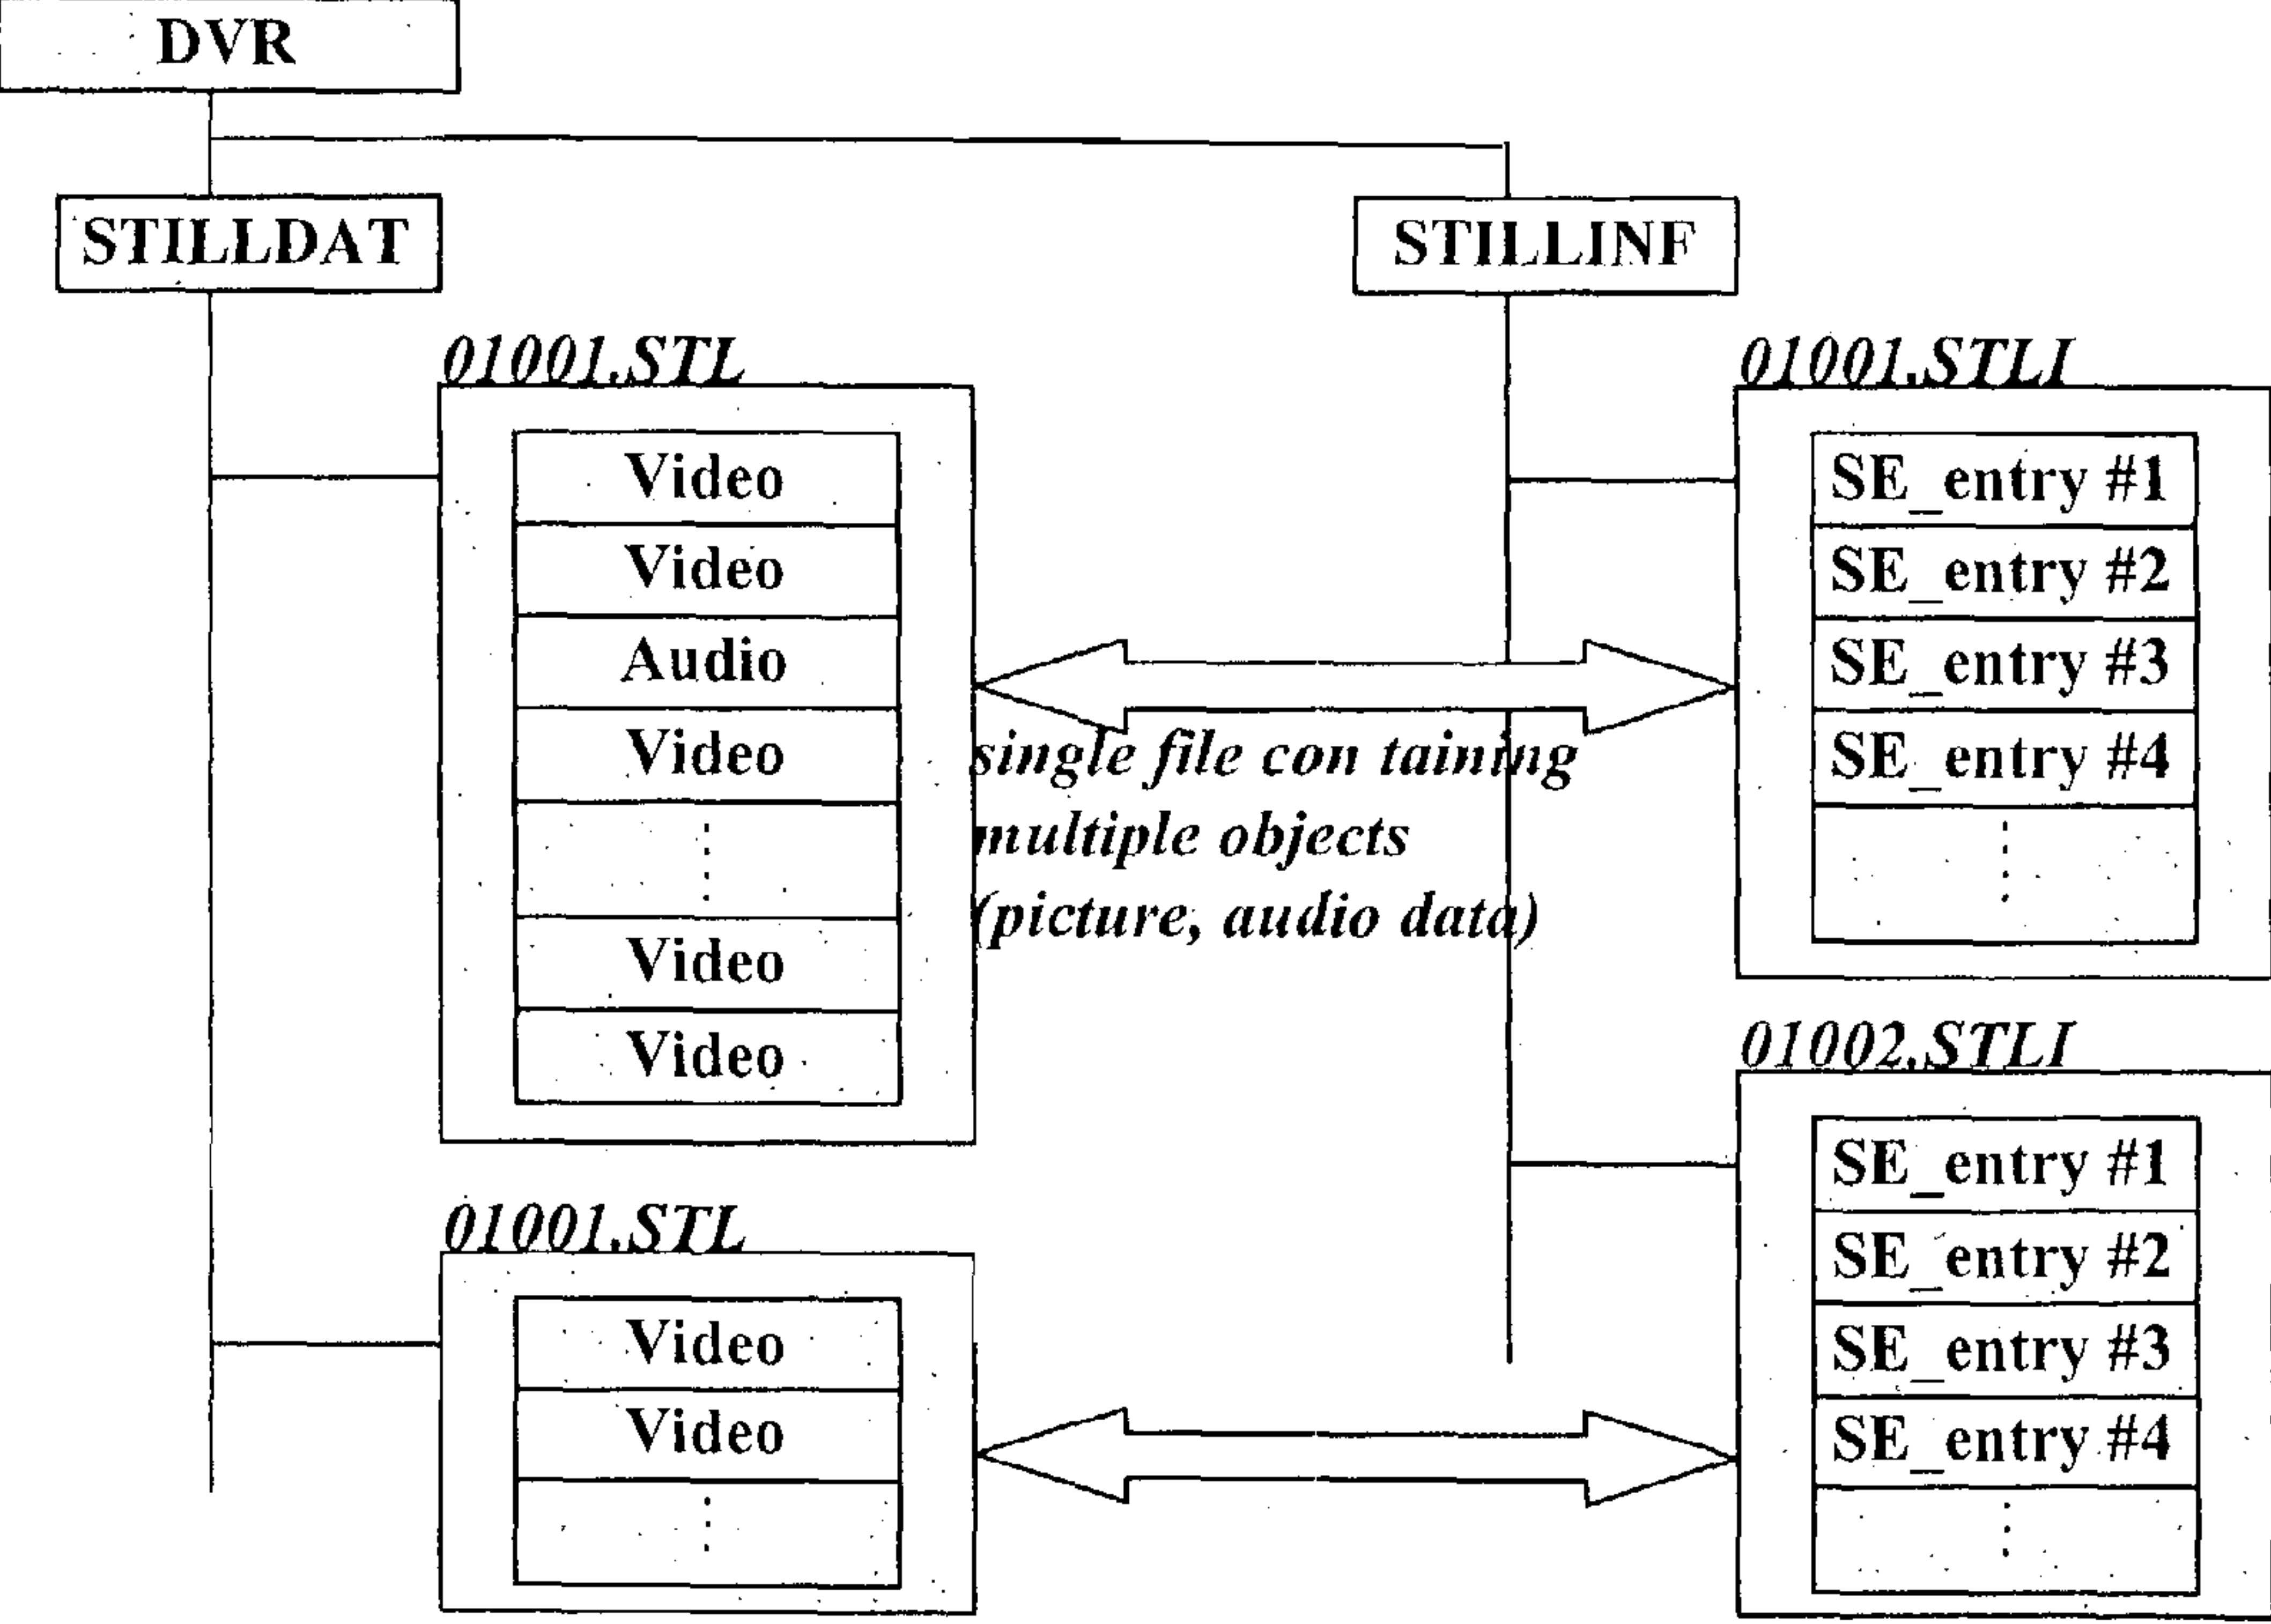 DVR
STILLDAT
STILLINF
01001.STL
Video
Video
Audio
Video
Video
Video
single file con taining
multiple objects
(picture, audio data)
01001.STLI
SE_entry #1
SE_entry #2
SE_entry #3
SE_entry #4
01001.STL
Video
Video
01002.STLI
SE_entry #1
SE_entry #2
SE_entry #3
SE_entry #4